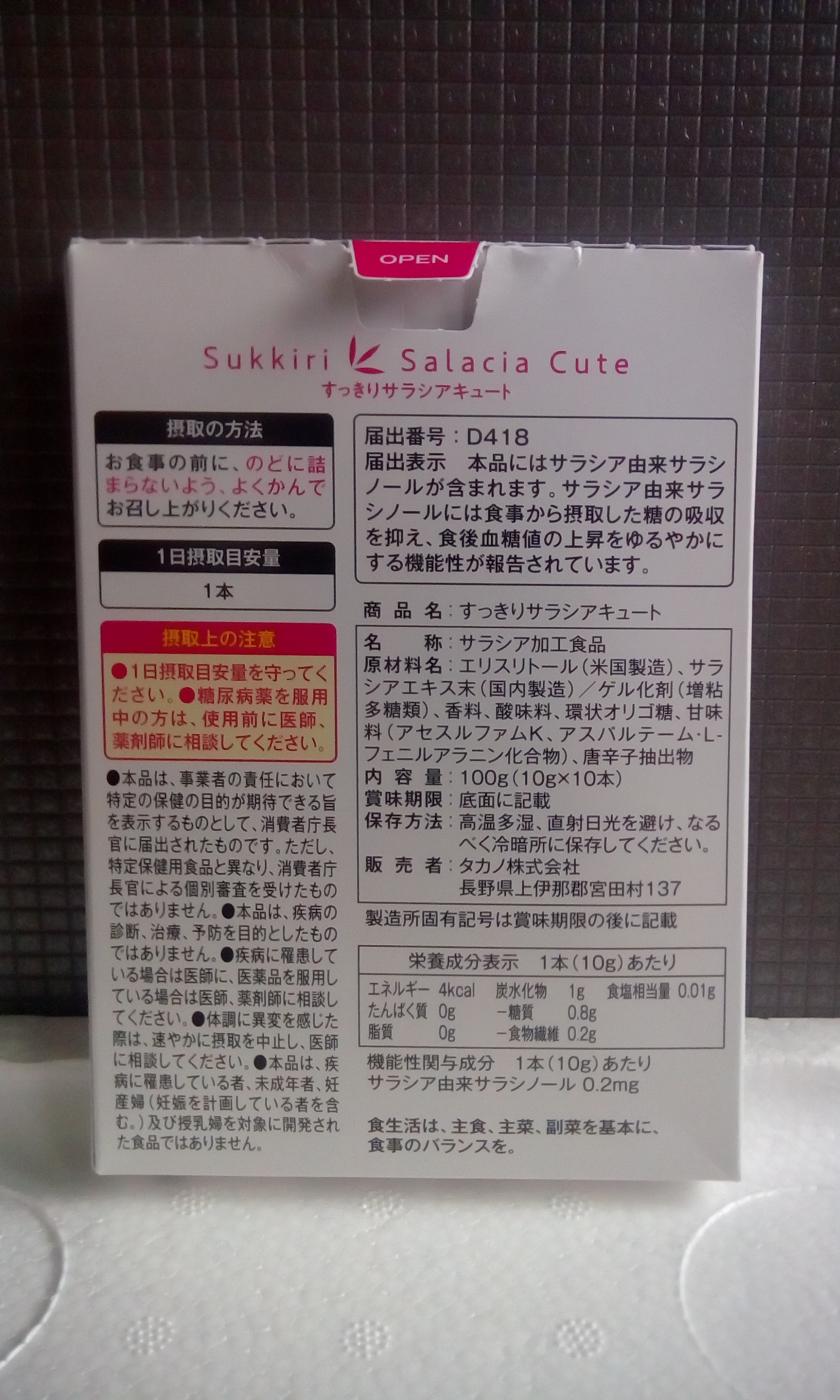 OPEN
Sukkiri Salacia Cute
すっきりサラシアキュート
摂取の方法
お食事の前に、のどに詰
まらないよう、よくかんで
お召し上がりください。
1日摂取目安量
1本
摂取上の注意
●1日摂取目安量を守ってく
ださい。●糖尿病薬を服用
中の方は、使用前に医師、
薬剤師に相談してください。
●本品は、事業者の責任において
特定の保健の目的が期待できる旨
を表示するものとして、消費者庁長
官に届出されたものです。ただし、
特定保健用食品と異なり、消費者庁
長官による個別審査を受けたもの
ではありません。●本品は、疾病の
診断、治療、予防を目的としたもの
ではありません。●疾病に罹患して
いる場合は医師に、医薬品を服用し
ている場合は医師、薬剤師に相談し
てください。●体調に異変を感じた
際は、速やかに摂取を中止し、医師
に相談してください。●本品は、疾
病に罹患している者、未成年者、妊
産婦（妊娠を計画している者を含
む。）及び授乳婦を対象に開発され
た食品ではありません。
届出番号：D418
届出表示　本品にはサラシア由来サラシ
ノールが含まれます。サラシア由来サラ
シノールには食事から摂取した糖の吸収
を抑え、食後血糖値の上昇をゆるやかに
する機能性が報告されています。
商品名：すっきりサラシアキュート
名　　称：サラシア加工食品
原材料名：エリスリトール（米国製造）、サラ
シアエキス末（国内製造）／ゲル化剤（増粘
多糖類）、香料、酸味料、環状オリゴ糖、甘味
料（アセスルファムK、アスパルテーム・L-
フェニルアラニン化合物）、唐辛子抽出物
内容量：100g（10g×10本）
賞味期限：底面に記載
保存方法：高温多湿、直射日光を避け、なる
べく冷暗所に保存してください。
販売者：タカノ株式会社
長野県上伊那郡宮田村137
製造所固有記号は賞味期限の後に記載
栄養成分表示　1本（10g）あたり
エネルギー 4kcal　炭水化物 1g　食塩相当量 0.01g
たんぱく質 0g　－糖質 0.8g
脂質 0g　－食物繊維 0.2g
機能性関与成分　1本（10g）あたり
サラシア由来サラシノール 0.2mg
食生活は、主食、主菜、副菜を基本に、
食事のバランスを。